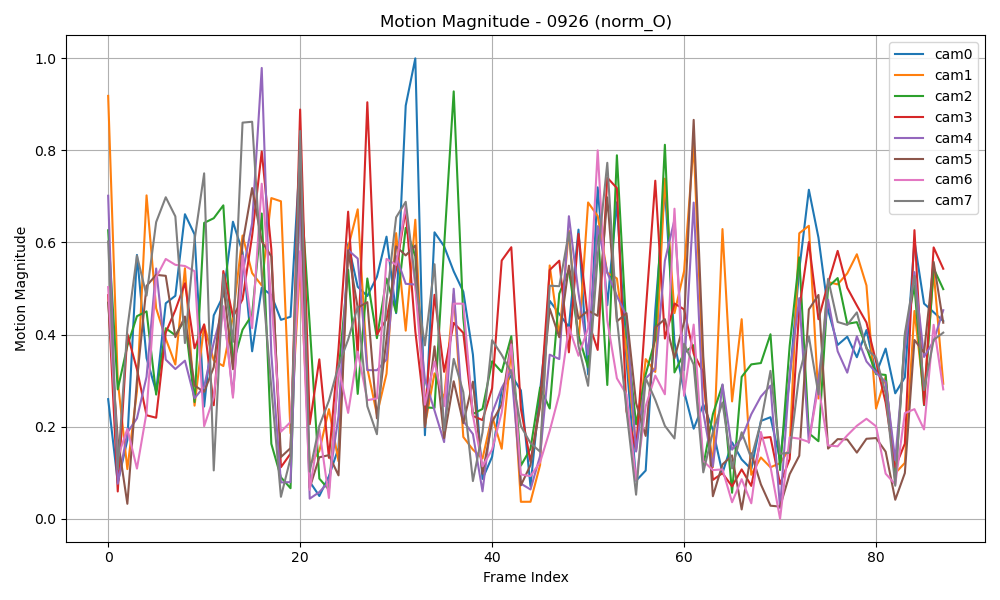 Motion Magnitude - 0926 (norm_O)
Motion Magnitude
1.0
0.8
0.6
0.4
0.2
0.0
0
20
40
60
80
Frame Index
cam0
cam1
cam2
cam3
cam4
cam5
cam6
cam7